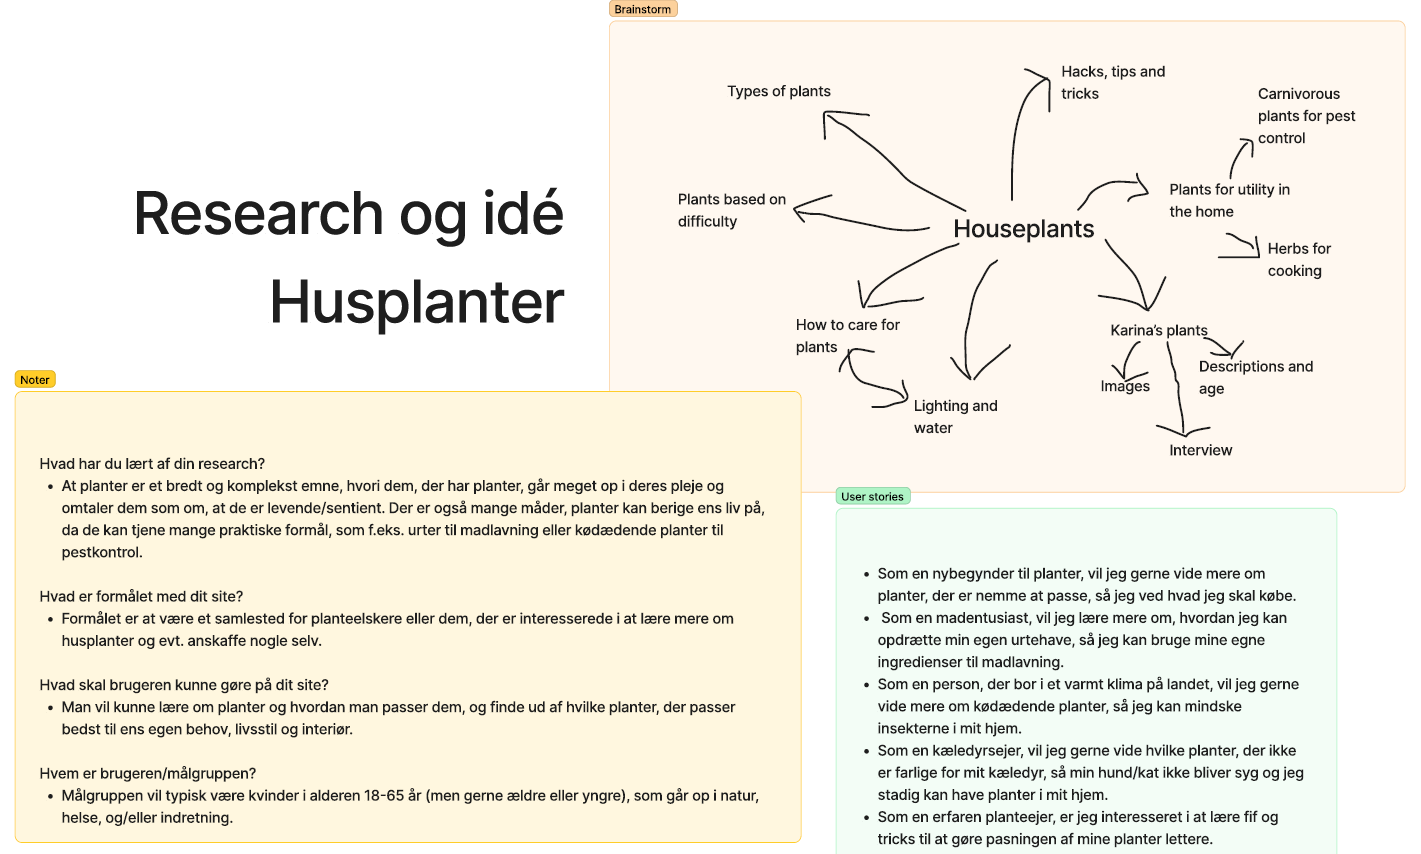 Research og idé
Husplanter
Brainstorm
Types of plants
Hacks, tips and
tricks
Carnivorous
plants for pest
control
Plants based on
difficulty
Plants for utility in
the home
Houseplants
Herbs for
cooking
How to care for
plants
Karina's plants
Images
Descriptions and
age
Lighting and
water
Interview
Noter
Hvad har du lært af din research?
• At planter er et bredt og komplekst emne, hvori dem, der har planter, går meget op i deres pleje og
omtaler dem som om, at de er levende/sentient. Der er også mange måder, planter kan berige ens liv på,
da de kan tjene mange praktiske formål, som f.eks. urter til madlavning eller kødædende planter til
pestkontrol.
Hvad er formålet med dit site?
• Formålet er at være et samlested for planteelskere eller dem, der er interesserede i at lære mere om
husplanter og evt. anskaffe nogle selv.
Hvad skal brugeren kunne gøre på dit site?
• Man vil kunne lære om planter og hvordan man passer dem, og finde ud af hvilke planter, der passer
bedst til ens egen behov, livsstil og interiør.
Hvem er brugeren/målgruppen?
• Målgruppen vil typisk være kvinder i alderen 18-65 år (men gerne ældre eller yngre), som går op i natur,
helse, og/eller indretning.
User stories
• Som en nybegynder til planter, vil jeg gerne vide mere om
planter, der er nemme at passe, så jeg ved hvad jeg skal købe.
• Som en madentusiast, vil jeg lære mere om, hvordan jeg kan
opdrætte min egen urtehave, så jeg kan bruge mine egne
ingredienser til madlavning.
• Som en person, der bor i et varmt klima på landet, vil jeg gerne
vide mere om kødædende planter, så jeg kan mindske
insekterne i mit hjem.
• Som en kæledyrsejer, vil jeg gerne vide hvilke planter, der ikke
er farlige for mit kæledyr, så min hund/kat ikke bliver syg og jeg
stadig kan have planter i mit hjem.
• Som en erfaren planteejer, er jeg interesseret i at lære fif og
tricks til at gøre pasningen af mine planter lettere.